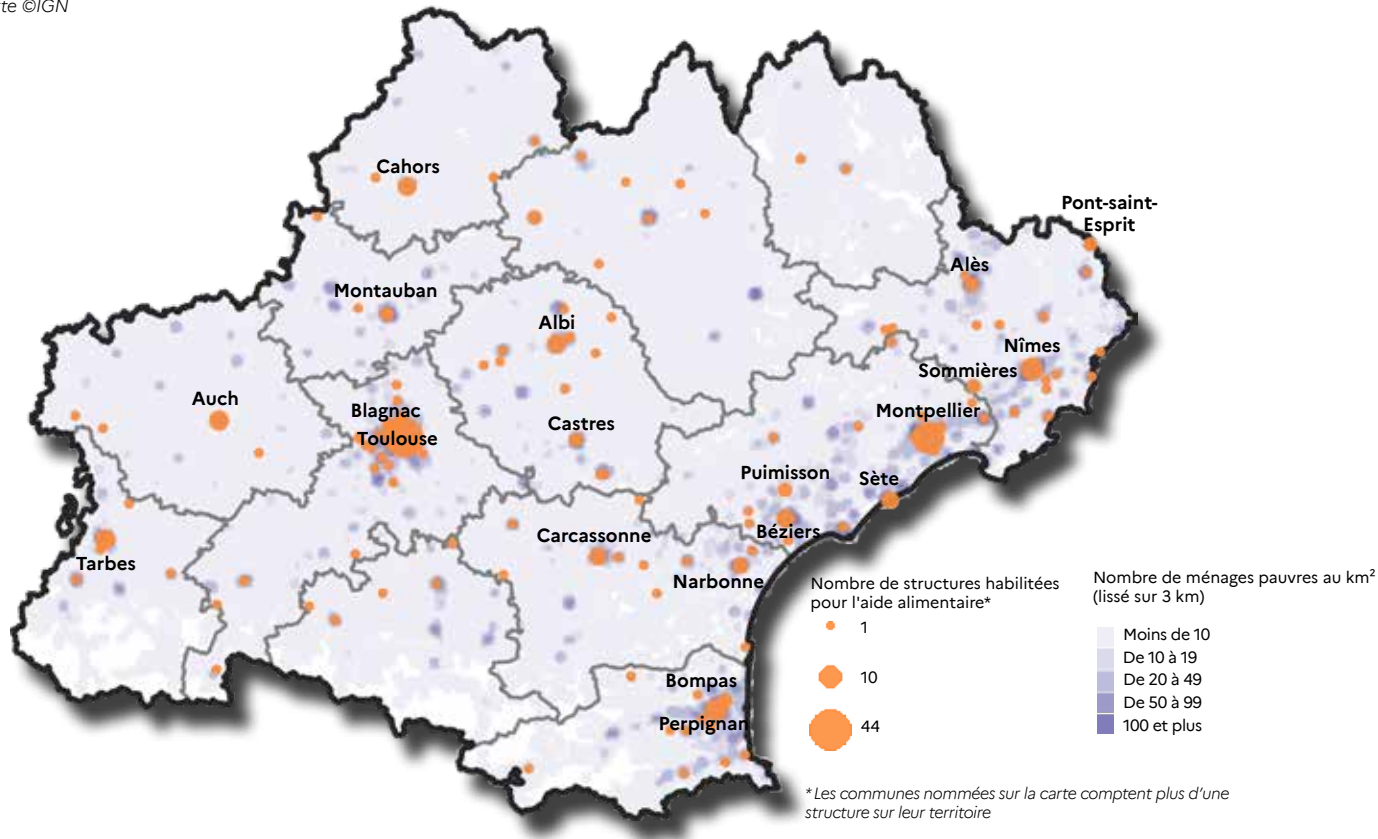 te ©IGN
Cahors
Pont-saint-
Esprit
Alès
Montauban
Albi
Nîmes
Sommières
Auch
Blagnac
Toulouse
Castres
Montpellier
Puimisson
Sète
Béziers
Carcassonne
Tarbes
Narbonne
Bompas
Perpignan
Nombre de structures habilitées
pour l'aide alimentaire*
1
10
44
Nombre de ménages pauvres au km²
(lissé sur 3 km)
Moins de 10
De 10 à 19
De 20 à 49
De 50 à 99
100 et plus
*Les communes nommées sur la carte comptent plus d'une
structure sur leur territoire